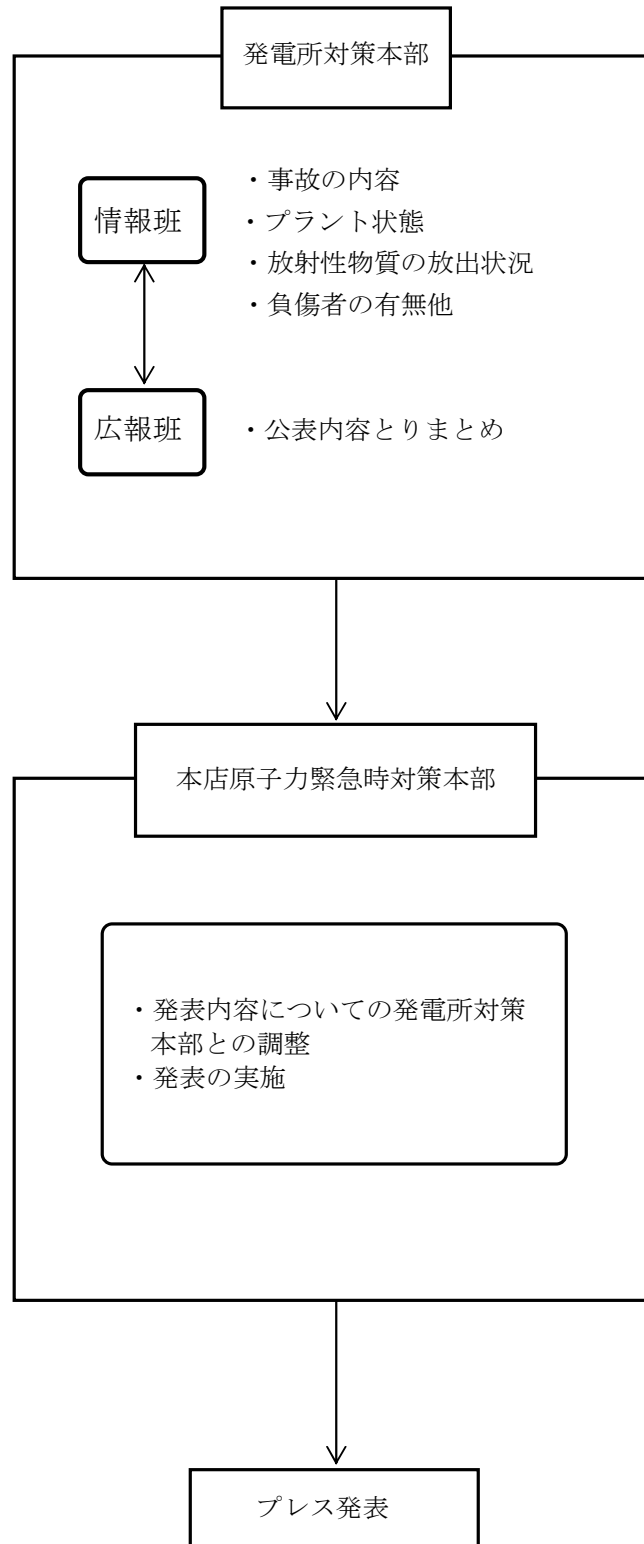 発電所対策本部
情報班
・事故の内容
・プラント状態
・放射性物質の放出状況
・負傷者の有無他
広報班
・公表内容とりまとめ
本店原子力緊急時対策本部
・発表内容についての発電所対策
本部との調整
・発表の実施
プレス発表